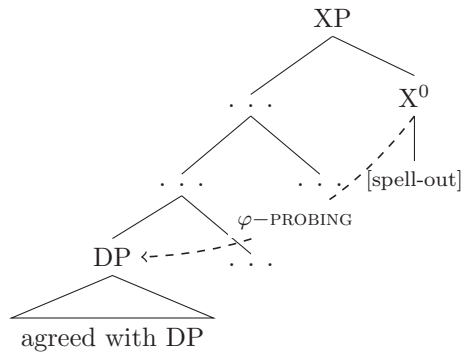 XP
. . . X⁰
. . . . . . [spell-out]
φ−PROBING
DP . . .
agreed with DP